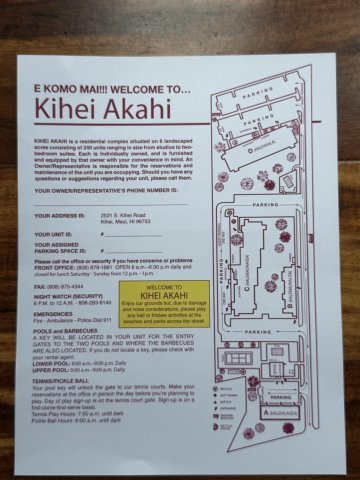 E KOMO MAI!!! WELCOME TO...
Kihei Akahi
KIHEI AKAHI is a residential complex situated on 6 landscaped
acres consisting of 240 units ranging in size from studios to two-
bedroom suites. Each is individually owned, and is furnished
and equipped by that owner with your convenience in mind. An
Owner/Representative is responsible for the reservations and
maintenance of the unit you are occupying. Should you have any
questions or suggestions regarding your unit, please call them.
YOUR OWNER/REPRESENTATIVE'S PHONE NUMBER IS:
YOUR ADDRESS IS: 2531 S. Kihei Road
Kihei, Maui, HI 96753
YOUR UNIT IS: #
YOUR ASSIGNED
PARKING SPACE IS: #
Please call the office or security if you have concerns or problems
FRONT OFFICE: (808) 879-1881 OPEN 8 a.m.-6:30 p.m daily and
closed for lunch Saturday - Sunday from 12 p.m. - 1 p.m.
FAX: (808) 875-4344
NIGHT WATCH (SECURITY)
6 P.M. to 12 A.M. - 808-283-8140
EMERGENCIES
Fire - Ambulance - Police Dial 911
WELCOME TO
KIHEI AKAHI
Enjoy our grounds but, due to damage
and noise considerations, please play
any ball or frisbee activities at the
beaches and parks across the street.
POOLS and BARBECUES
A KEY WILL BE LOCATED IN YOUR UNIT FOR THE ENTRY
GATES TO THE TWO POOLS AND WHERE THE BARBECUES
ARE ALSO LOCATED. If you do not locate a key, please check with
your rental agent.
LOWER POOL: 9:00 a.m.-9:00 p.m. Daily
UPPER POOL: 9:00 a.m.-9:00 p.m. Daily
TENNIS/PICKLE BALL
Your pool key will unlock the gate to our tennis courts. Make your
reservations at the office in person the day before you're planning to
play. Day of play sign-up is on the tennis court gate. Sign-up is on a
first-come-first-serve basis.
Tennis Play Hours: 7:00 a.m. until dark
Pickle Ball Hours: 8:00 a.m. until dark
PARKING
PARKING
D
PARKING
C
PARKING
PARKING
A